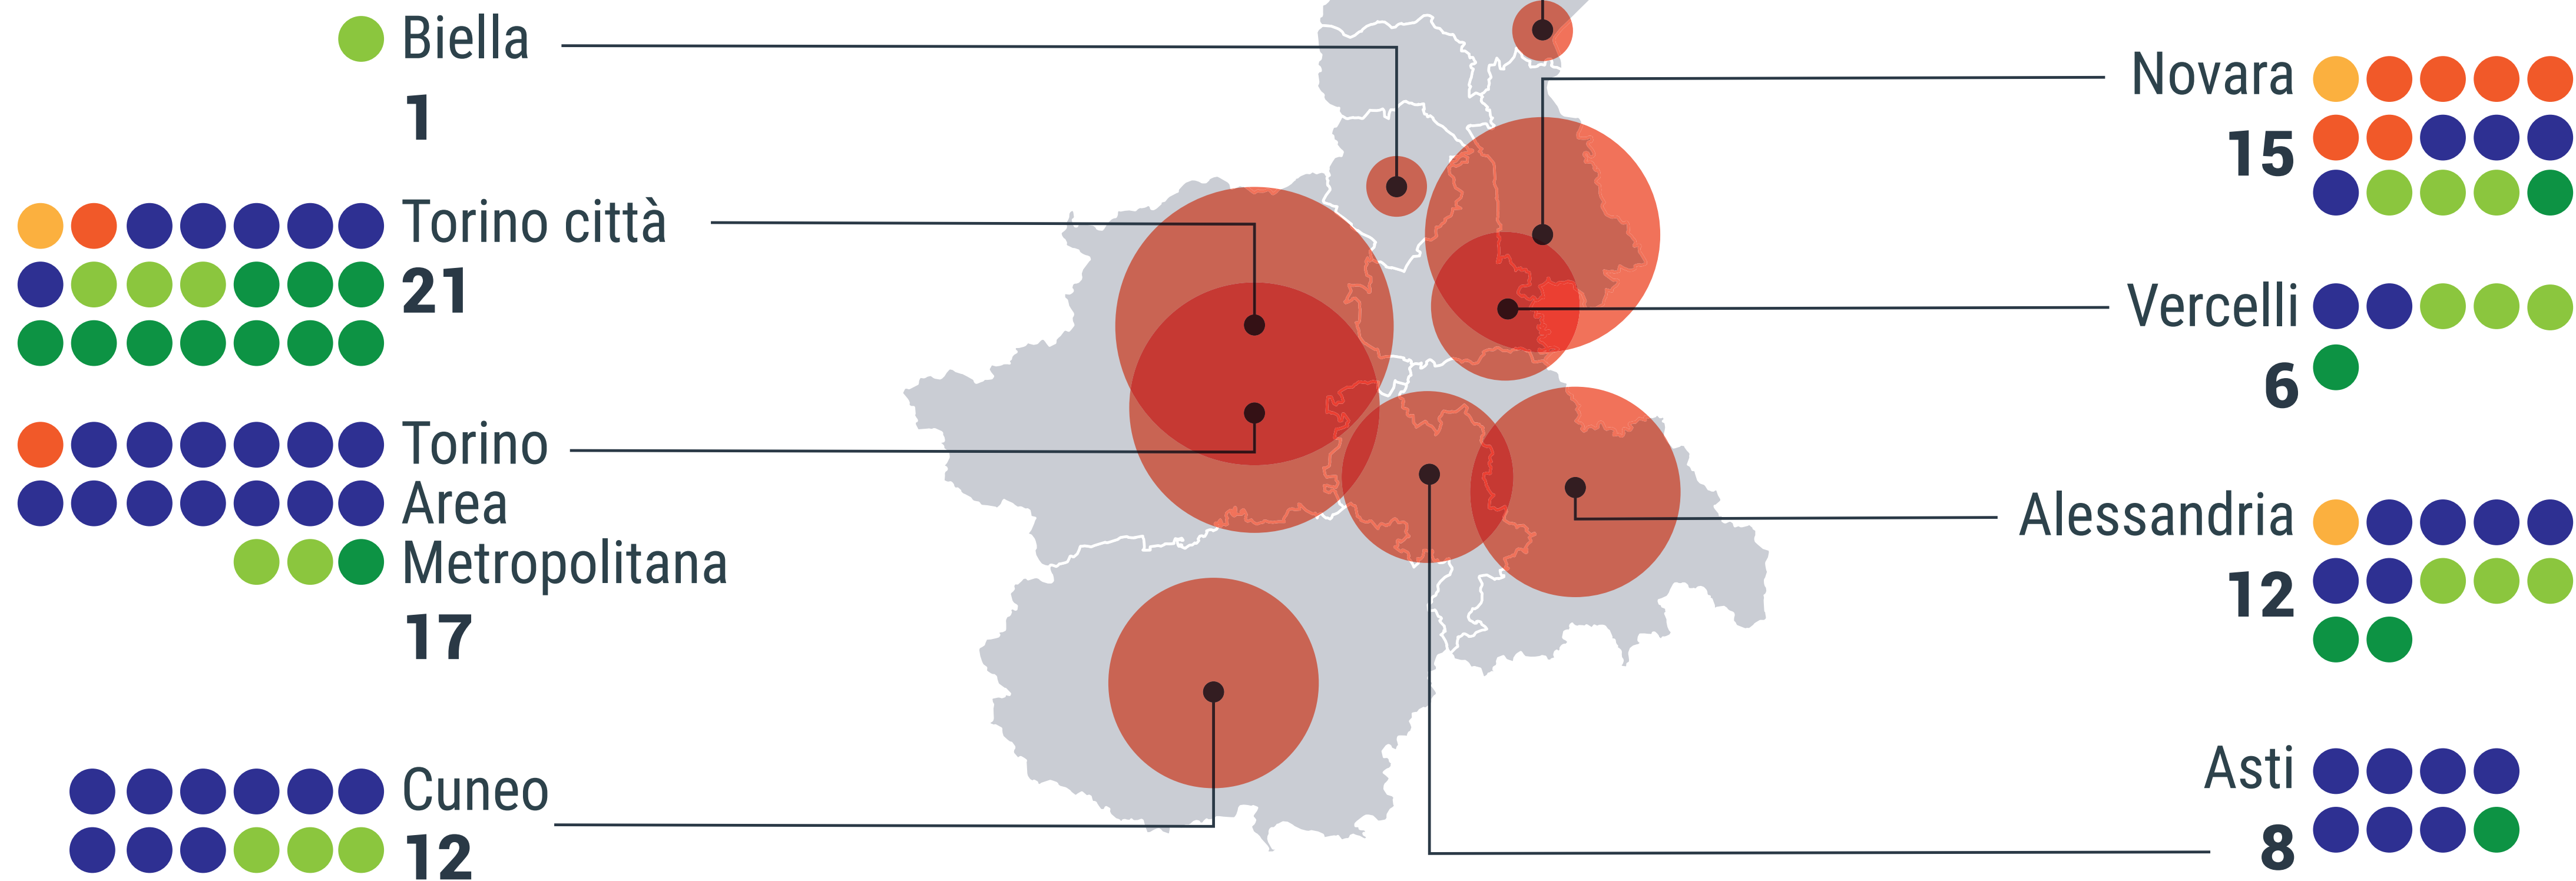 Biella
1
Torino città
21
Torino
Area
Metropolitana
17
Cuneo
12
Novara
15
Vercelli
6
Alessandria
12
Asti
8